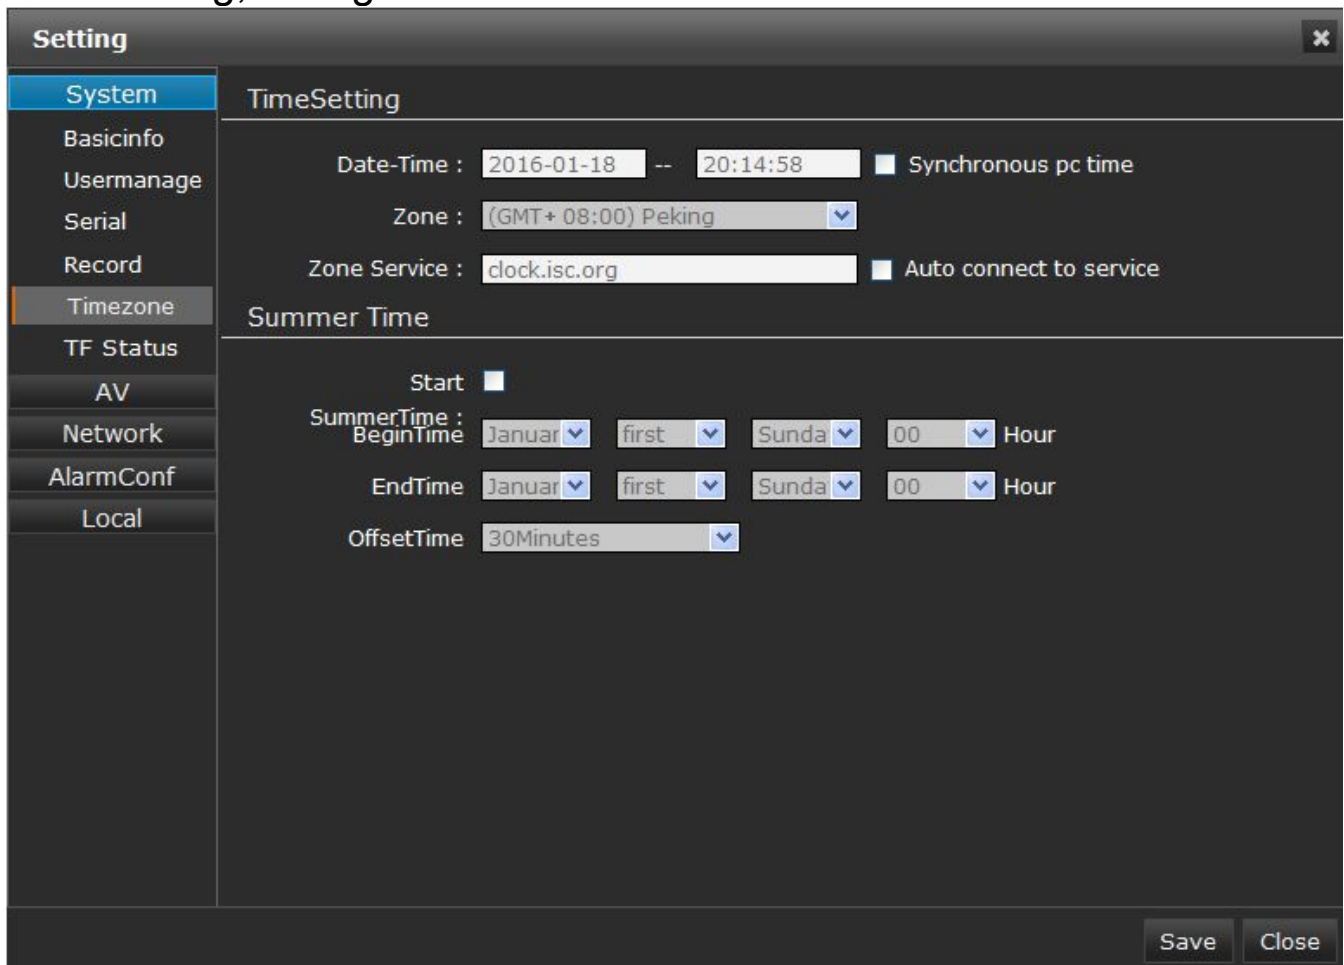 Setting
System
Basicinfo
Usermanage
Serial
Record
Timezone
TF Status
AV
Network
AlarmConf
Local
TimeSetting
Date-Time : 2016-01-18 -- 20:14:58 Synchronous pc time
Zone : (GMT+ 08:00) Peking
Zone Service : clock.isc.org Auto connect to service
Summer Time
Start
SummerTime :
BeginTime Januar first Sunda 00 Hour
EndTime Januar first Sunda 00 Hour
OffsetTime 30Minutes
Save Close